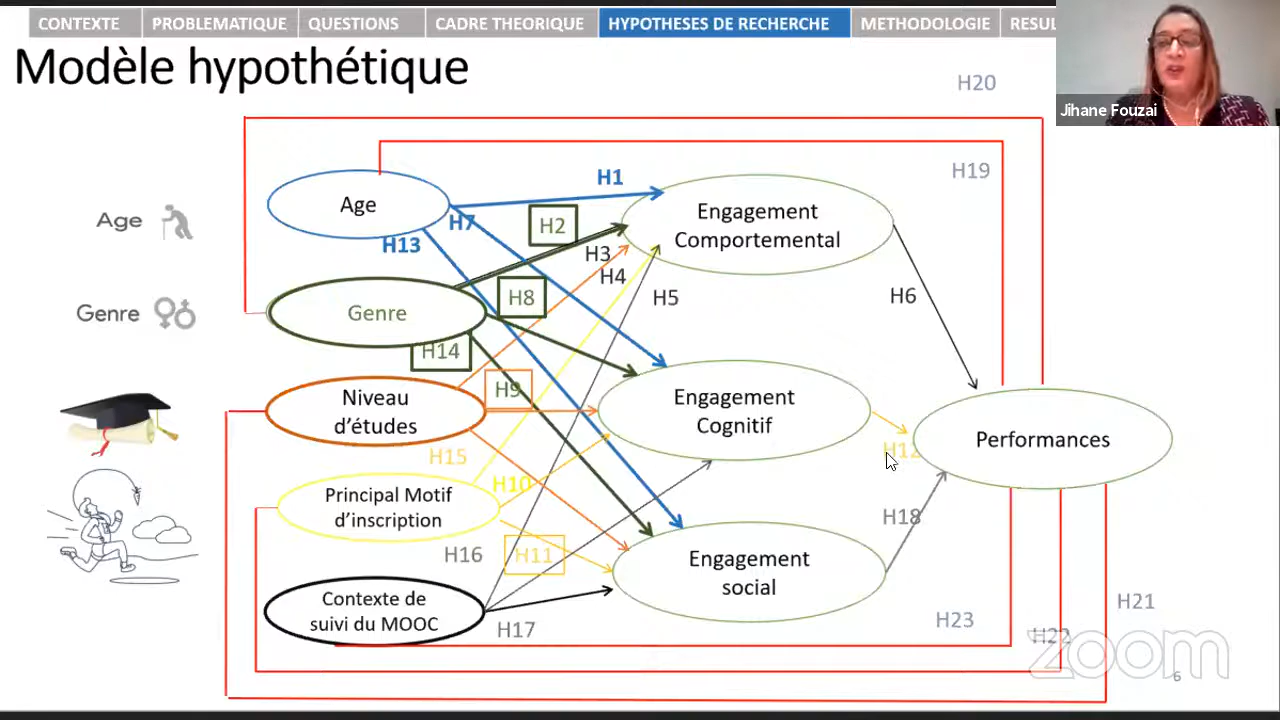 CONTEXTE PROBLEMATIQUE QUESTIONS CADRE THEORIQUE HYPOTHESES DE RECHERCHE METHODOLOGIE RESUL
Modèle hypothétique
H20
Jihane Fouzai
H19
H1
Age
Age
H7
H2
Engagement
Comportemental
H13
H3
H4
H5
H6
Genre
Genre
H8
H14
H9
Niveau
d'études
Engagement
Cognitif
Performances
H12
H15
H10
Principal Motif
d'inscription
H18
H16
H11
Engagement
social
Contexte de
suivi du MOOC
H17
H21
H23
H22
zoom
6